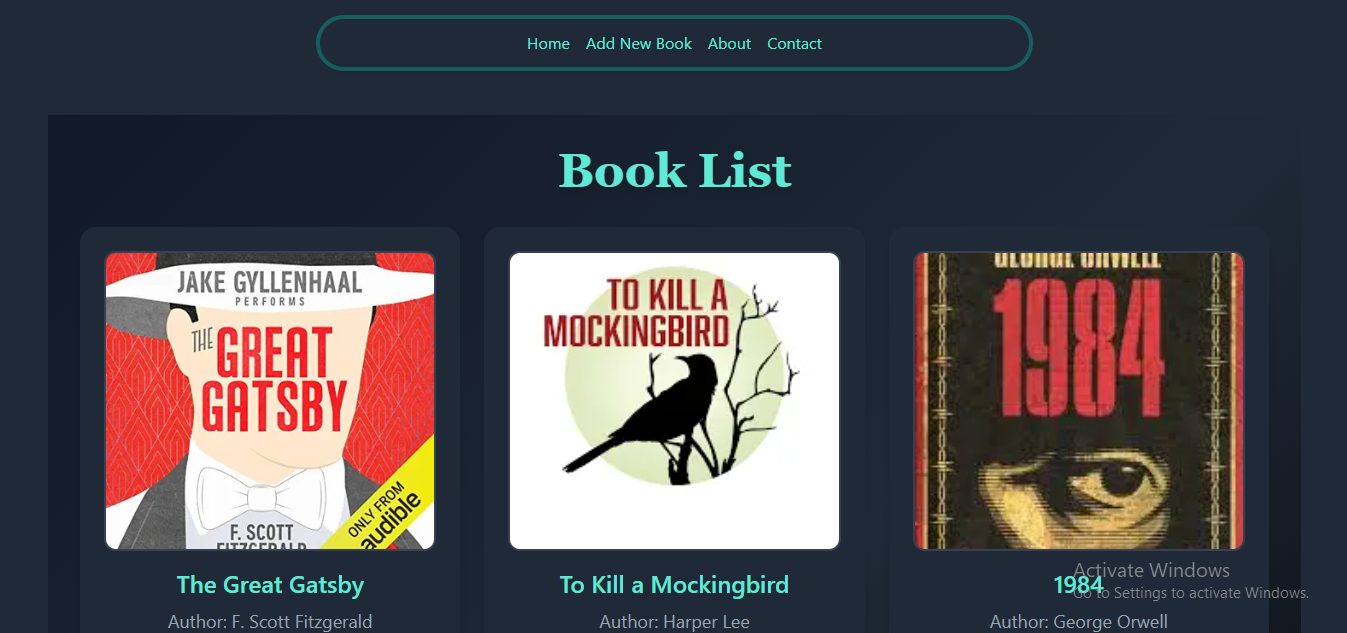 Home Add New Book About Contact
Book List
JAKE GYLLENHAAL
PERFORMS
THE GREAT
GATSBY
F. SCOTT
FITZGERALD
ONLY FROM
audible
TO KILL A
MOCKINGBIRD
GEORGE ORWELL
1984
The Great Gatsby
To Kill a Mockingbird
1984
Author: F. Scott Fitzgerald
Author: Harper Lee
Author: George Orwell
Activate Windows
Go to Settings to activate Windows.